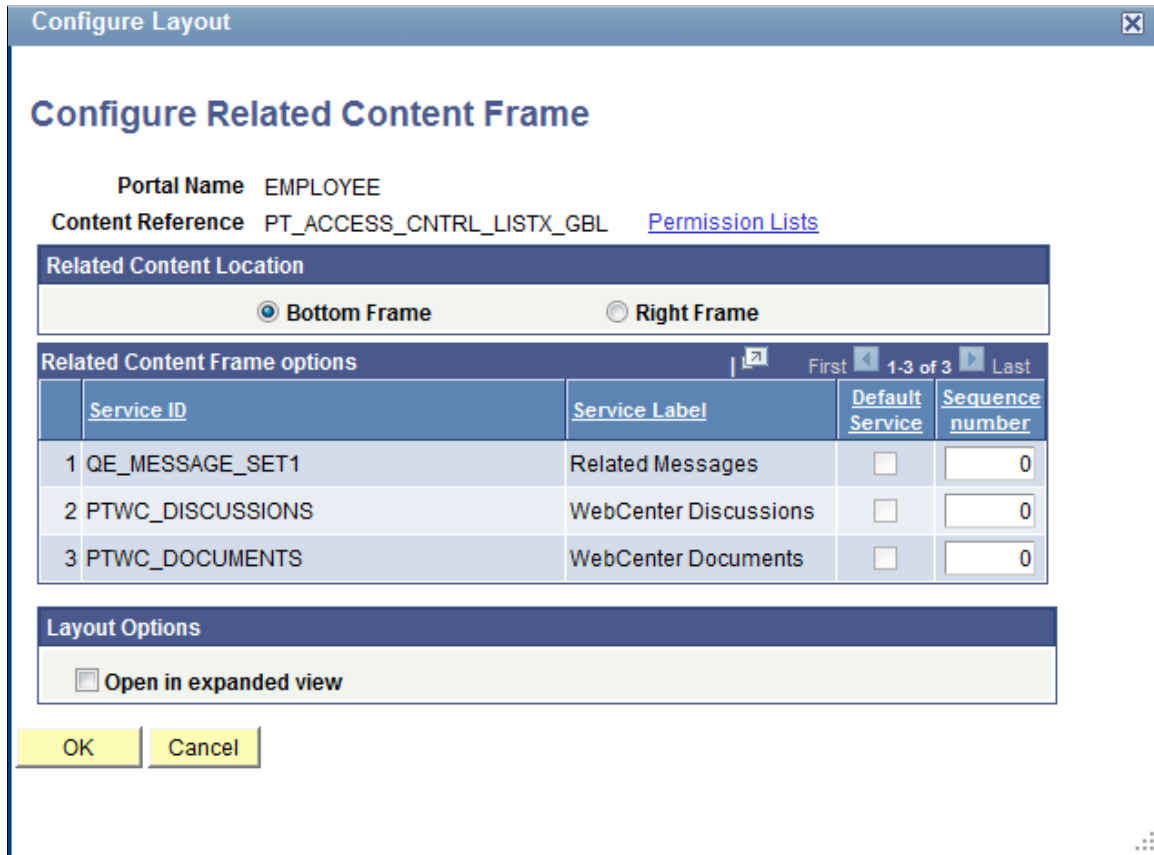 Configure Layout
Configure Related Content Frame
Portal Name EMPLOYEE
Content Reference PT_ACCESS_CNTRL_LISTX_GBL Permission Lists
Related Content Location
Bottom Frame Right Frame
Related Content Frame options | First 1-3 of 3 Last
Service ID Service Label Default Service Sequence number
1 QE_MESSAGE_SET1 Related Messages 0
2 PTWC_DISCUSSIONS WebCenter Discussions 0
3 PTWC_DOCUMENTS WebCenter Documents 0
Layout Options
Open in expanded view
OK Cancel